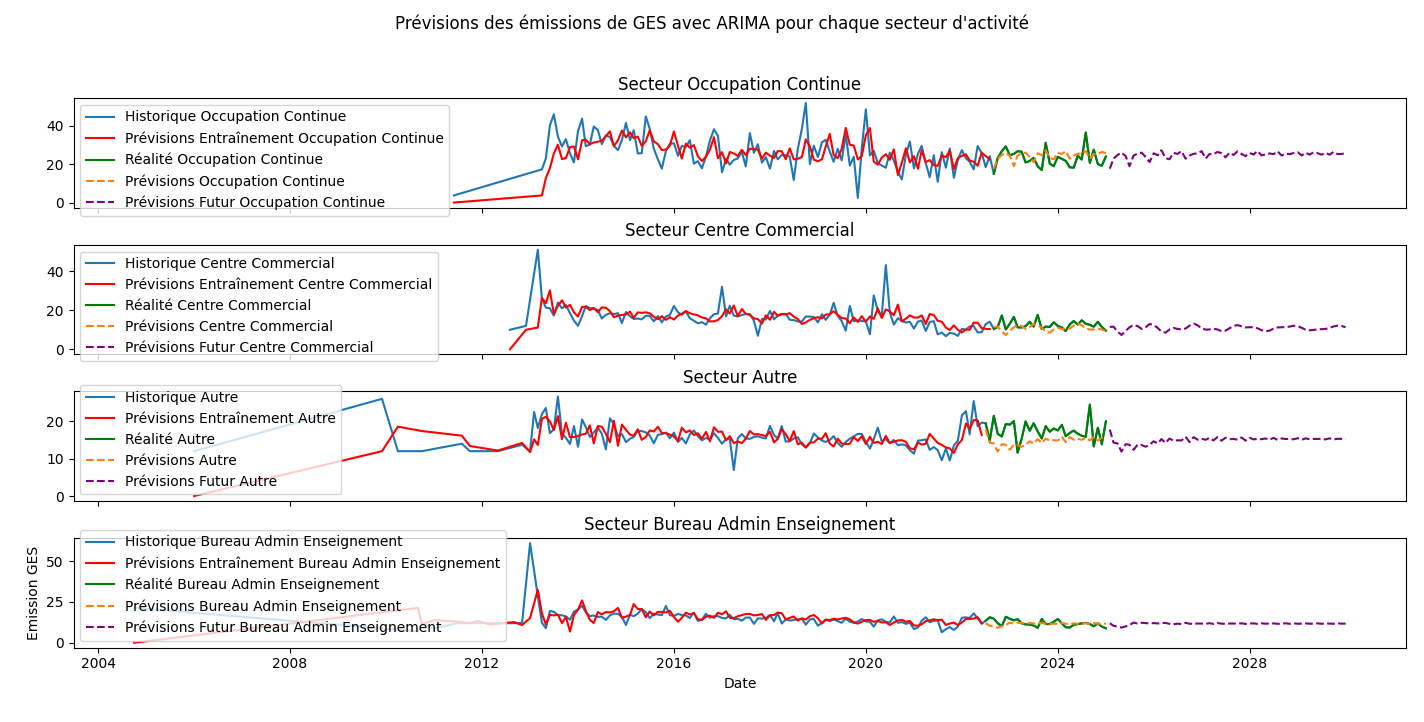 Prévisions des émissions de GES avec ARIMA pour chaque secteur d'activité
Secteur Occupation Continue
Historique Occupation Continue
Prévisions Entraînement Occupation Continue
Réalité Occupation Continue
Prévisions Occupation Continue
Prévisions Futur Occupation Continue
40
20
0
Secteur Centre Commercial
Historique Centre Commercial
Prévisions Entraînement Centre Commercial
Réalité Centre Commercial
Prévisions Centre Commercial
Prévisions Futur Centre Commercial
40
20
0
Secteur Autre
Historique Autre
Prévisions Entraînement Autre
Réalité Autre
Prévisions Autre
Prévisions Futur Autre
20
10
0
Secteur Bureau Admin Enseignement
Historique Bureau Admin Enseignement
Prévisions Entraînement Bureau Admin Enseignement
Réalité Bureau Admin Enseignement
Prévisions Bureau Admin Enseignement
Prévisions Futur Bureau Admin Enseignement
Emission GES
50
25
0
2004 2008 2012 2016 2020 2024 2028
Date